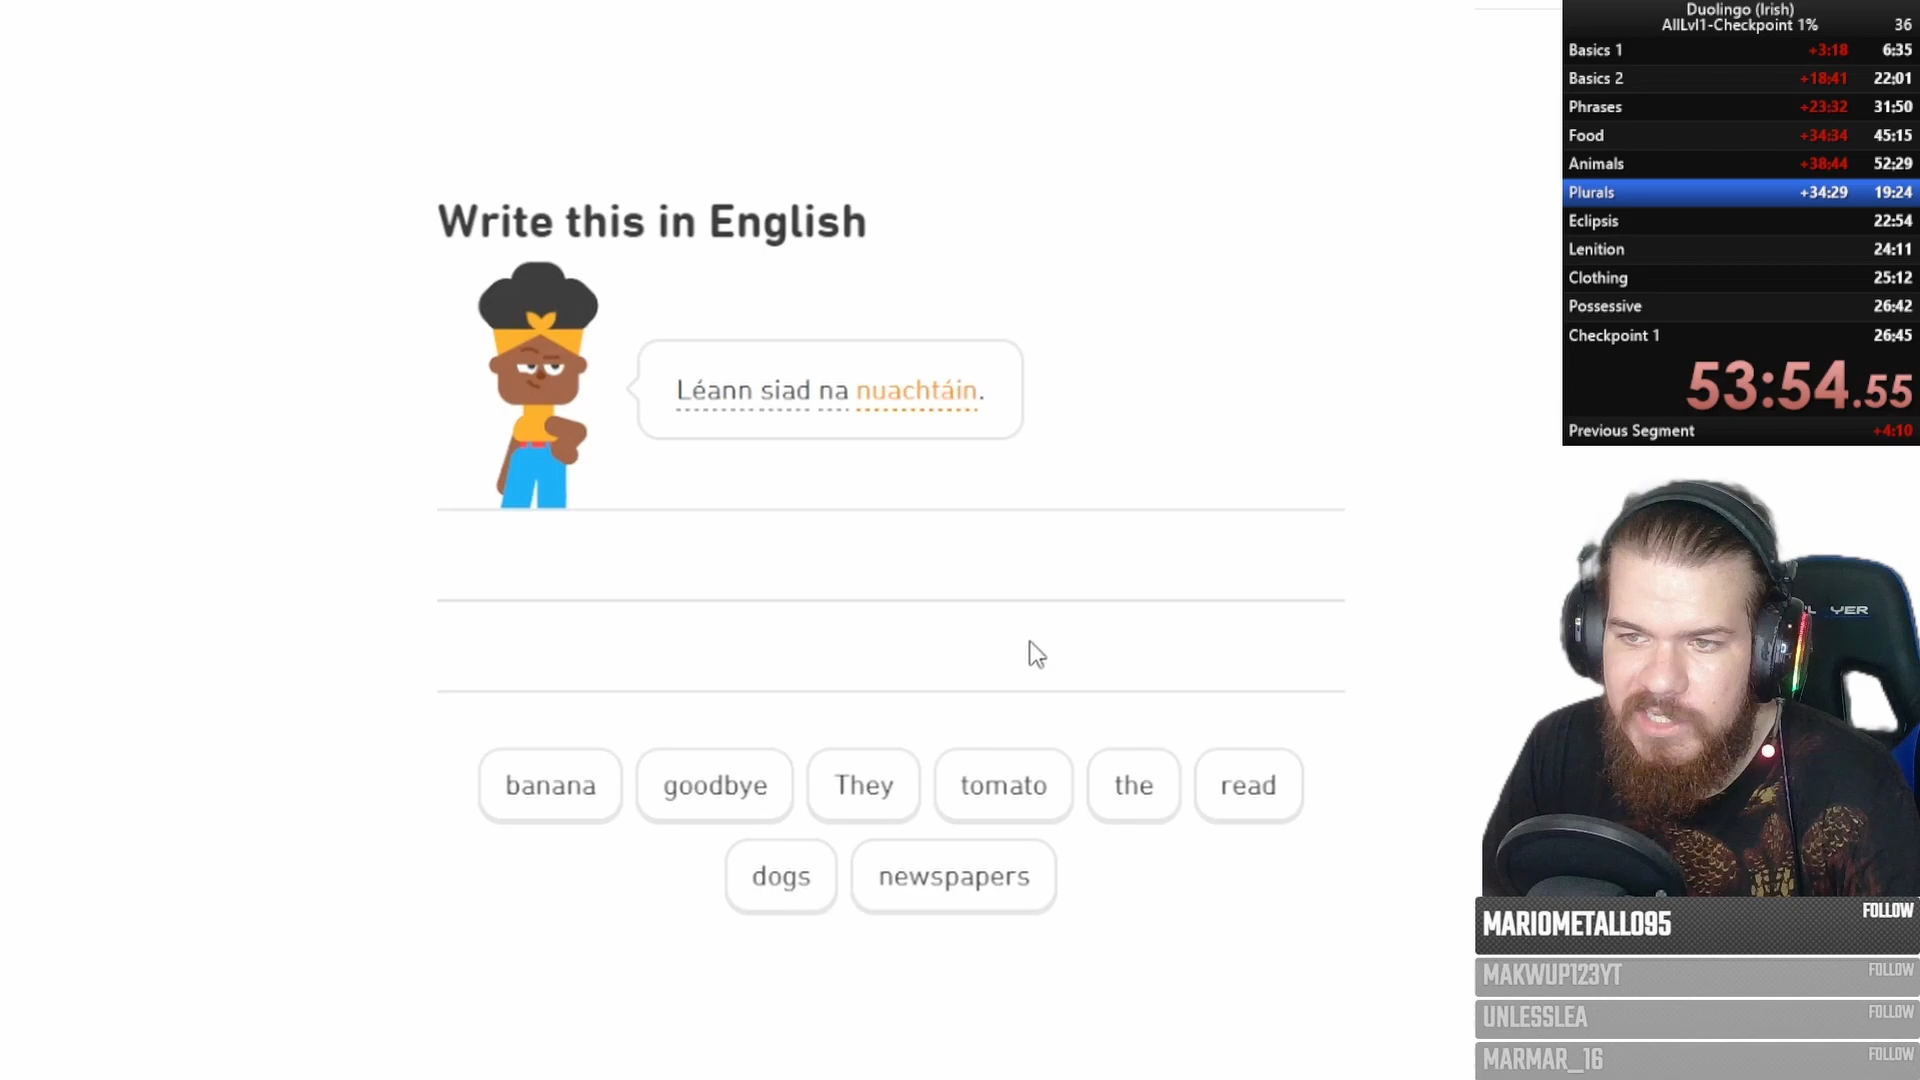 Write this in English
Léann siad na nuachtáin.
banana goodbye They tomato the read
dogs newspapers
Duolingo (Irish)
AllLvl1-Checkpoint 1% 36
Basics 1 +3:18 6:35
Basics 2 +18:41 22:01
Phrases +23:32 31:50
Food +34:34 45:15
Animals +38:44 52:29
Plurals +34:29 19:24
Eclipsis 22:54
Lenition 24:11
Clothing 25:12
Possessive 26:42
Checkpoint 1 26:45
53:54.55
Previous Segment +4:10
MARIOMETALLO95 FOLLOW
MAKWUP123YT FOLLOW
UNLESSLEA FOLLOW
MARMAR_16 FOLLOW